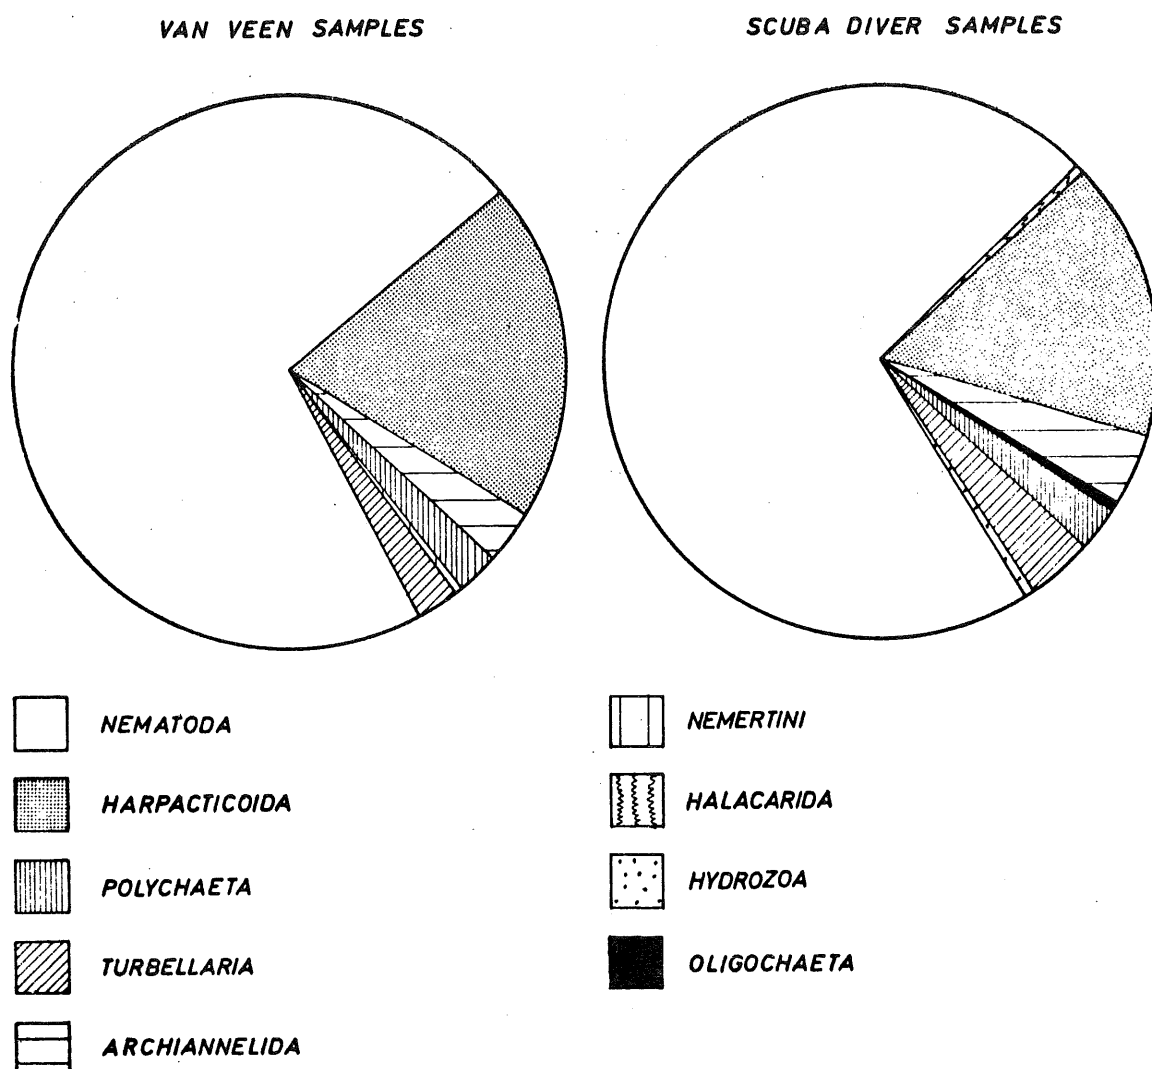 VAN VEEN SAMPLES
SCUBA DIVER SAMPLES
NEMATODA
HARPACTICOIDA
POLYCHAETA
TURBELLARIA
ARCHIANNELIDA
NEMERTINI
HALACARIDA
HYDROZOA
OLIGOCHAETA